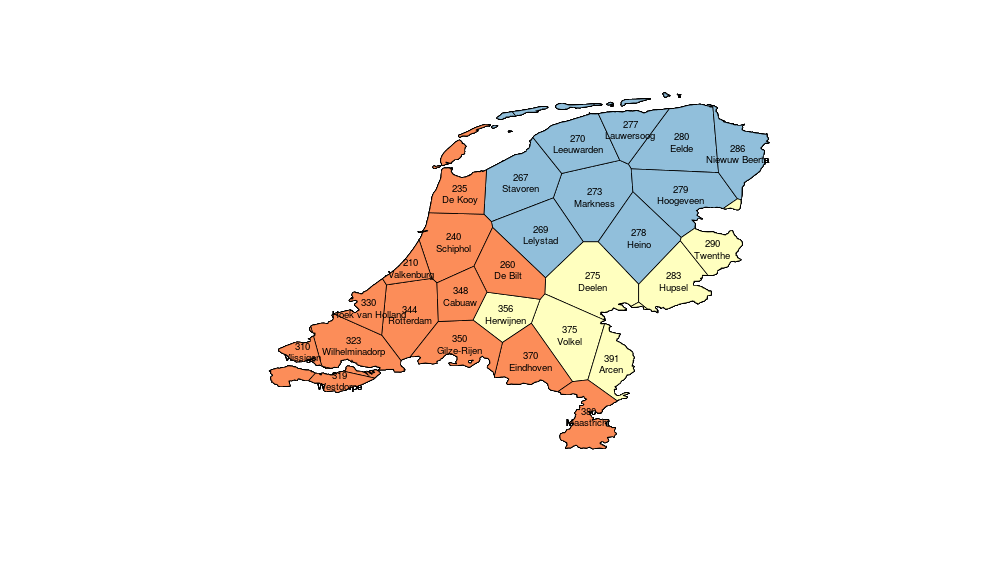 277
Lauwersoog
270
Leeuwarden
280
Eelde
286
Niewuw Beerta
267
Stavoren
235
De Kooy
273
Markness
279
Hoogeveen
269
Lelystad
278
Heino
240
Schiphol
290
Twenthe
210
Valkenburg
260
De Bilt
275
Deelen
283
Hupsel
348
Cabuaw
330
Hoek van Holland
344
Rotterdam
356
Herwijnen
375
Volkel
323
Wilhelminadorp
350
Gilze-Rijen
310
Vlissigen
370
Eindhoven
391
Arcen
319
Westdorpe
380
Maastricht